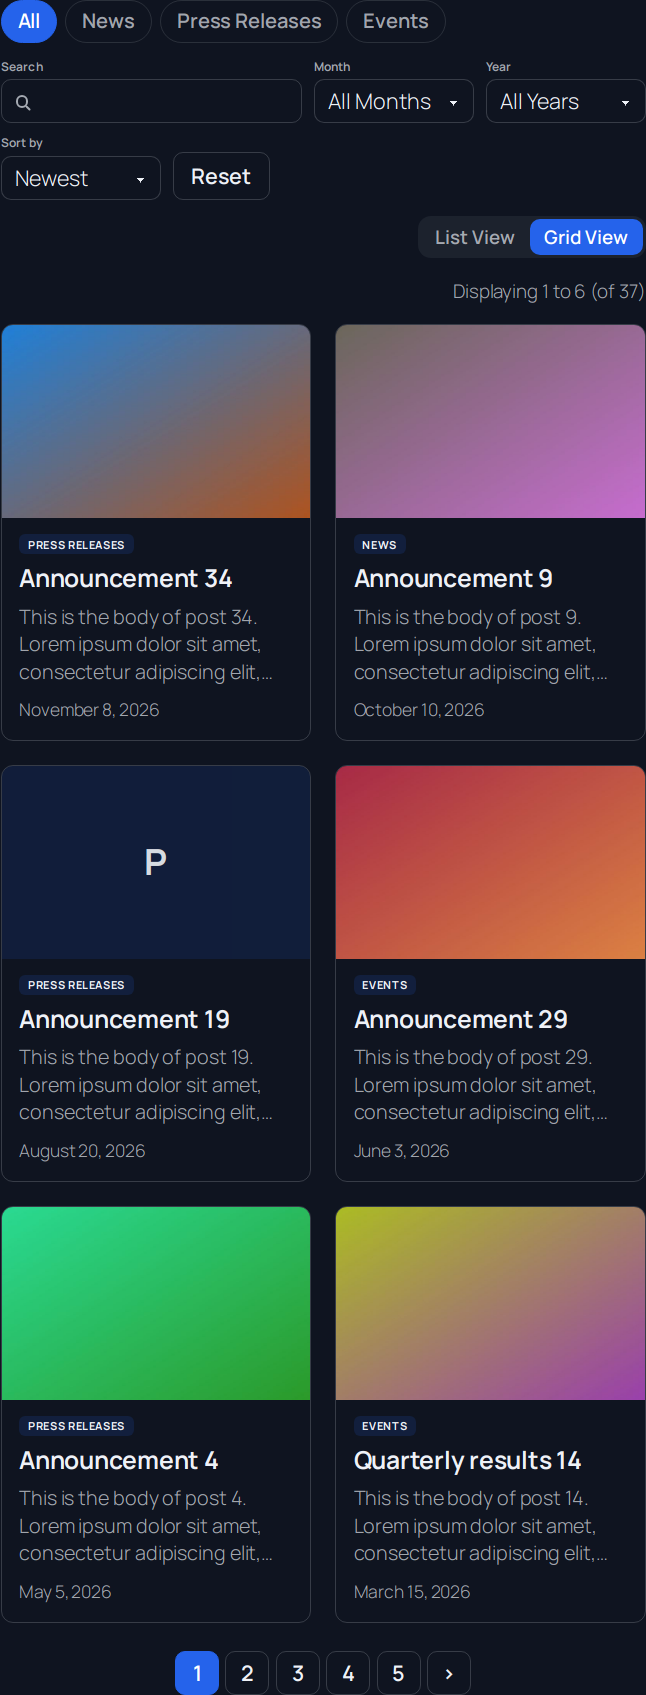 All News Press Releases Events
Search Month Year
All Months All Years
Sort by
Newest Reset
List View Grid View
Displaying 1 to 6 (of 37)
PRESS RELEASES
Announcement 34
This is the body of post 34.
Lorem ipsum dolor sit amet,
consectetur adipiscing elit,...
November 8, 2026
NEWS
Announcement 9
This is the body of post 9.
Lorem ipsum dolor sit amet,
consectetur adipiscing elit,...
October 10, 2026
P
PRESS RELEASES
Announcement 19
This is the body of post 19.
Lorem ipsum dolor sit amet,
consectetur adipiscing elit,...
August 20, 2026
EVENTS
Announcement 29
This is the body of post 29.
Lorem ipsum dolor sit amet,
consectetur adipiscing elit,...
June 3, 2026
PRESS RELEASES
Announcement 4
This is the body of post 4.
Lorem ipsum dolor sit amet,
consectetur adipiscing elit,...
May 5, 2026
EVENTS
Quarterly results 14
This is the body of post 14.
Lorem ipsum dolor sit amet,
consectetur adipiscing elit,...
March 15, 2026
1 2 3 4 5 ›